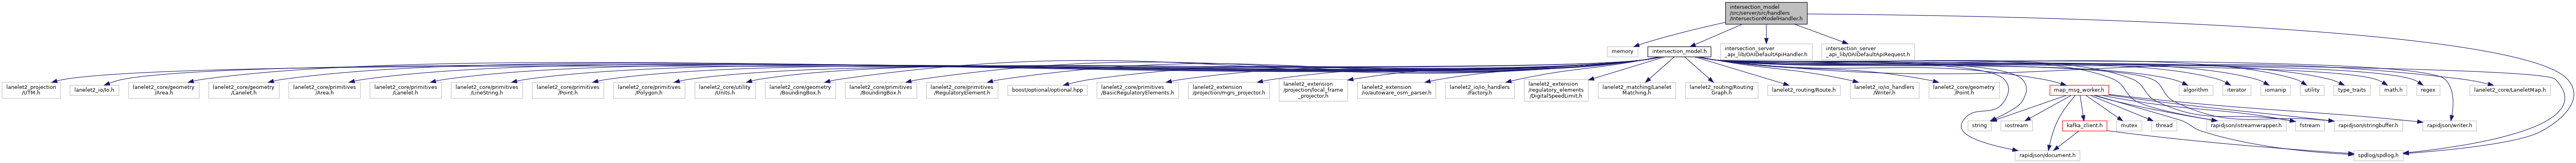 intersection_model
/src/server/src/handlers
/IntersectionModelHandler.h
memory
intersection_model.h
intersection_server
_api_lib/OAIDefaultApiHandler.h
intersection_server
_api_lib/OAIDefaultApiRequest.h
lanelet2_projection
/UTM.h
lanelet2_io/Io.h
lanelet2_core/geometry
/Area.h
lanelet2_core/geometry
/Lanelet.h
lanelet2_core/primitives
/Area.h
lanelet2_core/primitives
/Lanelet.h
lanelet2_core/primitives
/LineString.h
lanelet2_core/primitives
/Point.h
lanelet2_core/primitives
/Polygon.h
lanelet2_core/utility
/Units.h
lanelet2_core/geometry
/BoundingBox.h
lanelet2_core/primitives
/BoundingBox.h
lanelet2_core/primitives
/RegulatoryElement.h
boost/optional/optional.hpp
lanelet2_core/primitives
/BasicRegulatoryElements.h
lanelet2_extension
/projection/mgrs_projector.h
lanelet2_extension
/projection/local_frame
_projector.h
lanelet2_extension
/io/autoware_osm_parser.h
lanelet2_io/io_handlers
/Factory.h
lanelet2_extension
/regulatory_elements
/DigitalSpeedLimit.h
lanelet2_matching/Lanelet
Matching.h
lanelet2_routing/Routing
Graph.h
lanelet2_routing/Route.h
lanelet2_io/io_handlers
/Writer.h
lanelet2_core/geometry
/Point.h
map_msg_worker.h
algorithm
iterator
iomanip
utility
type_traits
math.h
regex
lanelet2_core/LaneletMap.h
string
iostream
kafka_client.h
mutex
thread
rapidjson/istreamwrapper.h
fstream
rapidjson/stringbuffer.h
rapidjson/writer.h
rapidjson/document.h
spdlog/spdlog.h